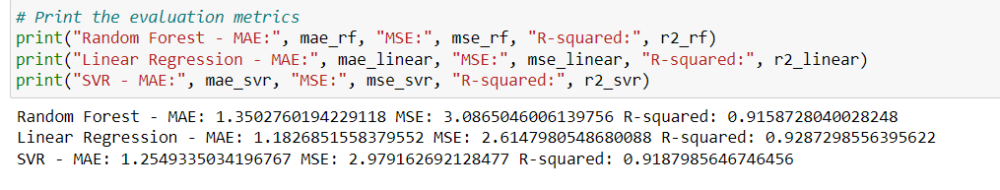 # Print the evaluation metrics
print("Random Forest - MAE:", mae_rf, "MSE:", mse_rf, "R-squared:", r2_rf)
print("Linear Regression - MAE:", mae_linear, "MSE:", mse_linear, "R-squared:", r2_linear)
print("SVR - MAE:", mae_svr, "MSE:", mse_svr, "R-squared:", r2_svr)
Random Forest - MAE: 1.3502760194229118 MSE: 3.0865046006139756 R-squared: 0.9158728040028248
Linear Regression - MAE: 1.1826851558379552 MSE: 2.6147980548680088 R-squared: 0.9287298556395622
SVR - MAE: 1.2549335034196767 MSE: 2.979162692128477 R-squared: 0.9187985646746456